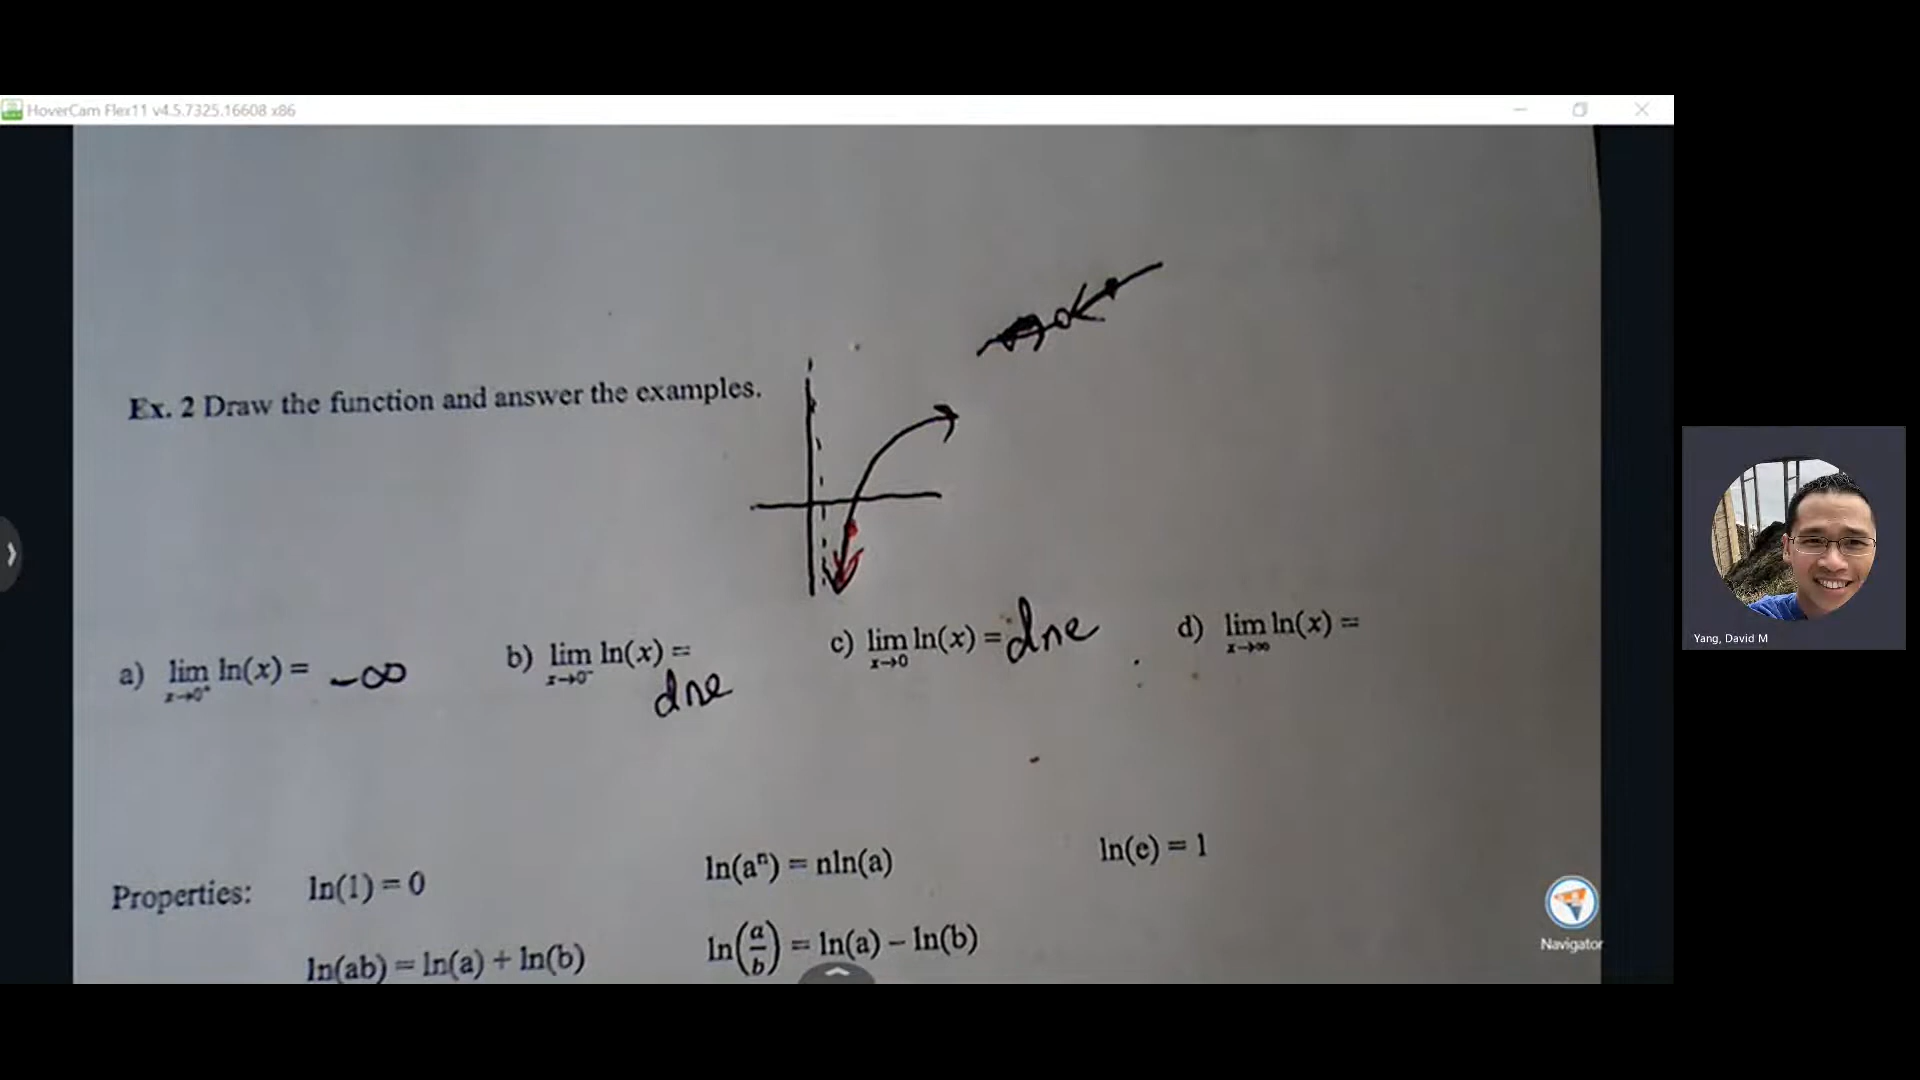 HoverCam Flex11 v4.5.7325.16608 x86
Ex. 2 Draw the function and answer the examples.
a) lim x→0⁺ ln(x) = -∞
b) lim x→0⁻ ln(x) = dne
c) lim x→0 ln(x) = dne
d) lim x→∞ ln(x) =
Yang, David M
Properties: ln(1) = 0
ln(aⁿ) = nln(a)
ln(e) = 1
ln(ab) = ln(a) + ln(b)
ln(a/b) = ln(a) − ln(b)
Navigator